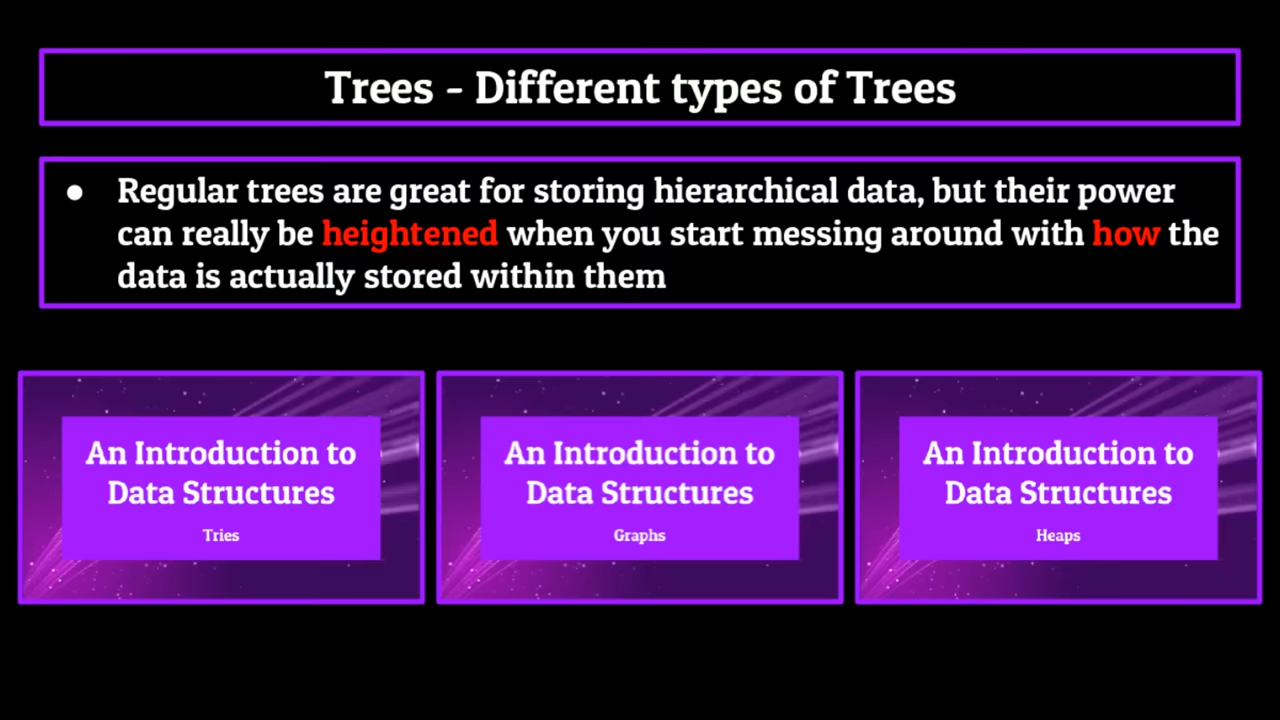 Trees - Different types of Trees
● Regular trees are great for storing hierarchical data, but their power
can really be heightened when you start messing around with how the
data is actually stored within them
An Introduction to
Data Structures
Tries
An Introduction to
Data Structures
Graphs
An Introduction to
Data Structures
Heaps